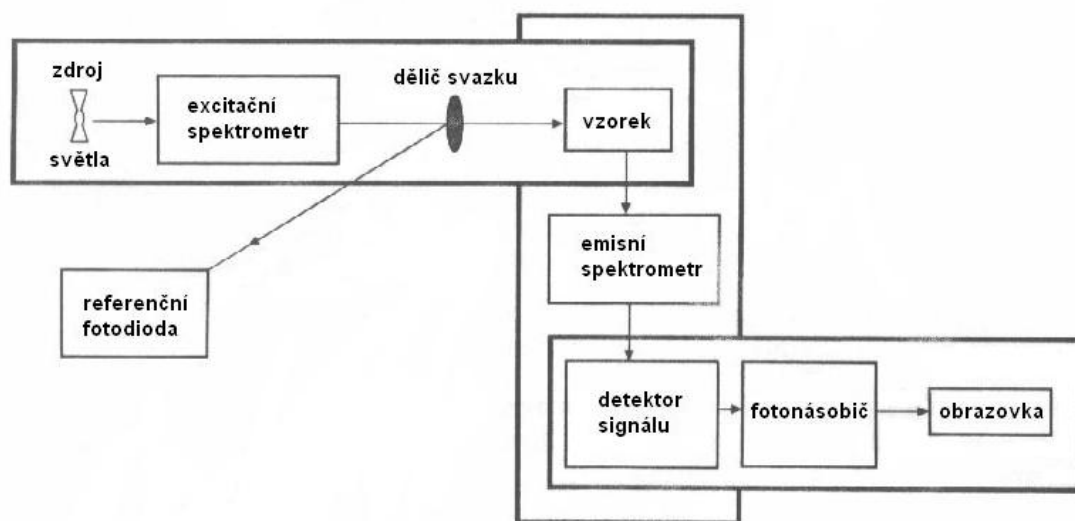 zdroj
světla
excitační
spektrometr
dělič svazku
vzorek
emisní
spektrometr
referenční
fotodioda
detektor
signálu
fotonásobič
obrazovka